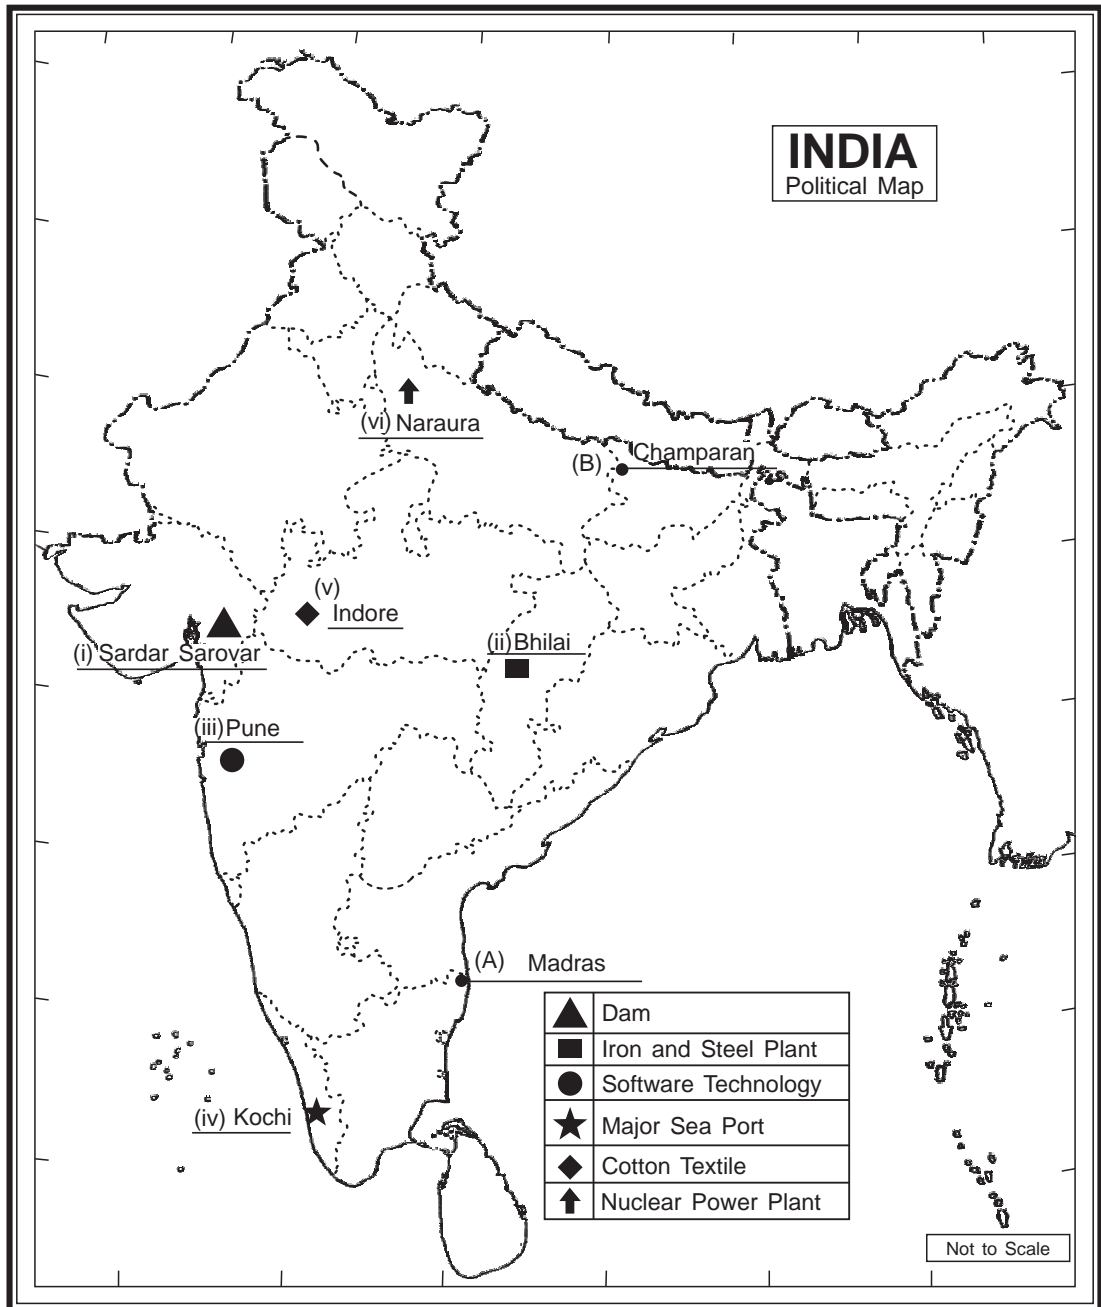 INDIA
Political Map
(vi) Naraura
(B) Champaran
(v)
Indore
(ii) Bhilai
(i) Sardar Sarovar
(iii) Pune
(A) Madras
Dam
Iron and Steel Plant
Software Technology
(iv) Kochi
Major Sea Port
Cotton Textile
Nuclear Power Plant
Not to Scale